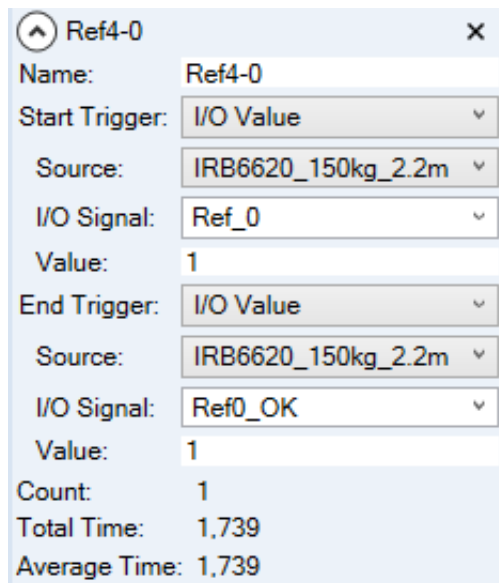 Ref4-0
Name: Ref4-0
Start Trigger: I/O Value
Source: IRB6620_150kg_2.2m
I/O Signal: Ref_0
Value: 1
End Trigger: I/O Value
Source: IRB6620_150kg_2.2m
I/O Signal: Ref0_OK
Value: 1
Count: 1
Total Time: 1,739
Average Time: 1,739